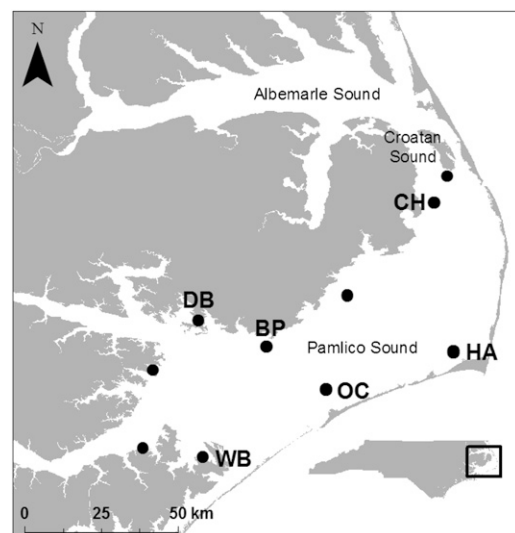 N
Albemarle Sound
Croatan
Sound
CH
DB
BP
Pamlico Sound
HA
OC
WB
0 25 50 km